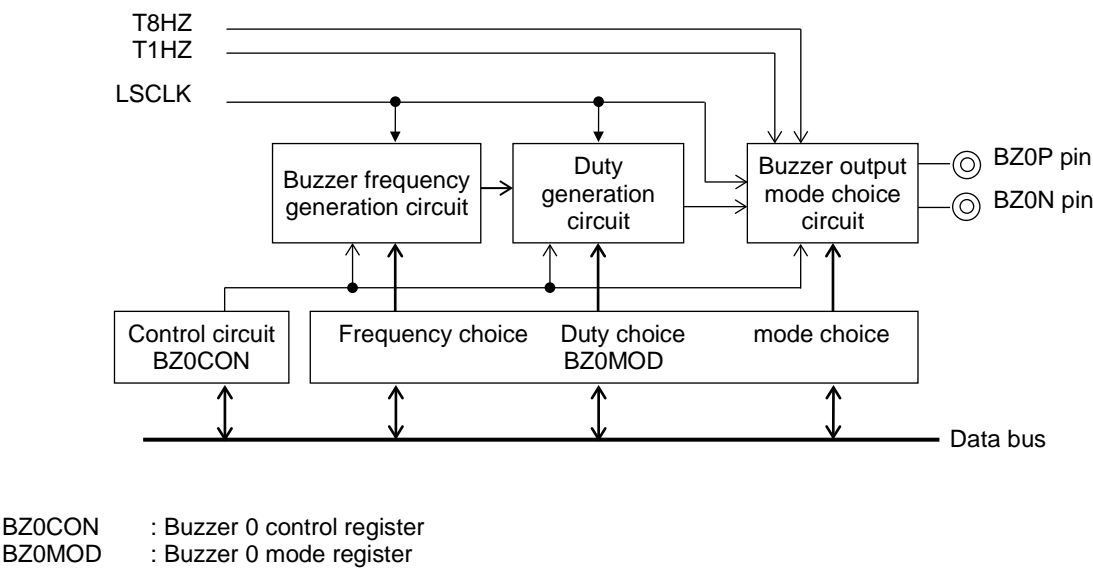 T8HZ
T1HZ
LSCLK
Buzzer frequency
generation circuit
Duty
generation
circuit
Buzzer output
mode choice
circuit
BZ0P pin
BZ0N pin
Control circuit
BZ0CON
Frequency choice
Duty choice
BZ0MOD
mode choice
Data bus
BZ0CON : Buzzer 0 control register
BZ0MOD : Buzzer 0 mode register